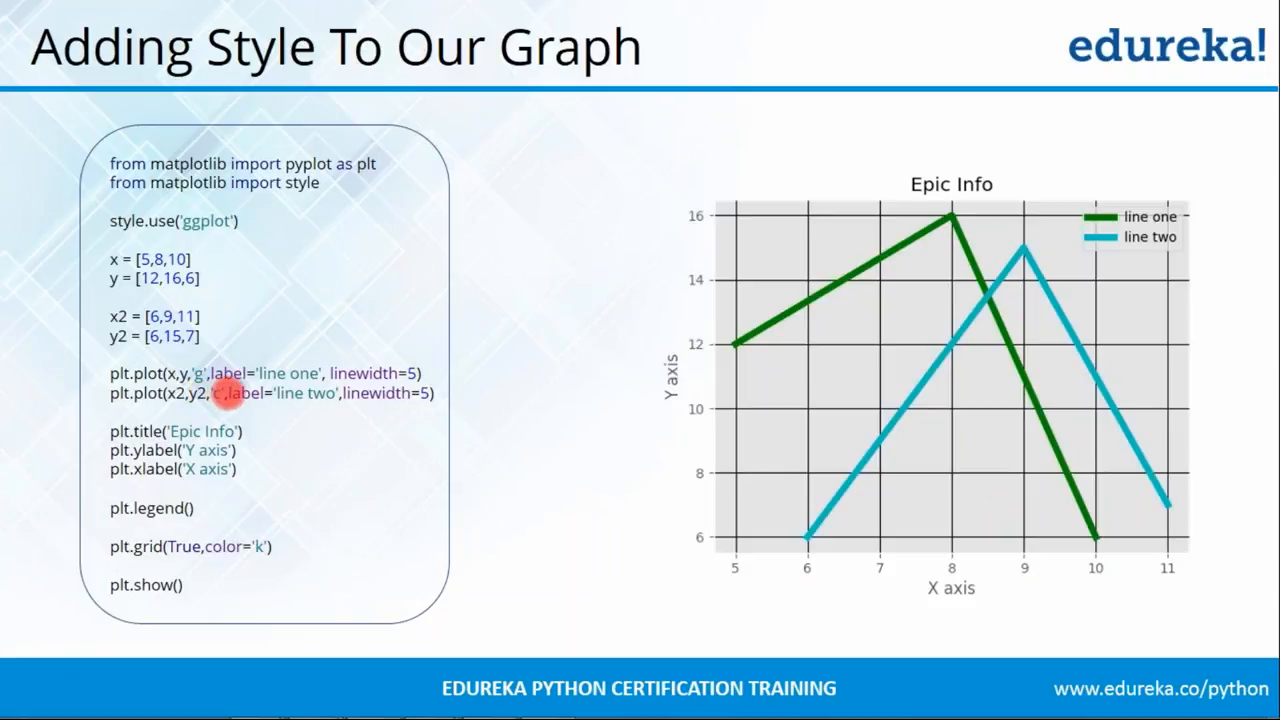 Adding Style To Our Graph
edureka!
from matplotlib import pyplot as plt
from matplotlib import style
style.use('ggplot')
x = [5,8,10]
y = [12,16,6]
x2 = [6,9,11]
y2 = [6,15,7]
plt.plot(x,y,'g',label='line one', linewidth=5)
plt.plot(x2,y2,'c',label='line two',linewidth=5)
plt.title('Epic Info')
plt.ylabel('Y axis')
plt.xlabel('X axis')
plt.legend()
plt.grid(True,color='k')
plt.show()
Epic Info
line one
line two
16
14
12
10
8
6
Y axis
5 6 7 8 9 10 11
X axis
EDUREKA PYTHON CERTIFICATION TRAINING
www.edureka.co/python